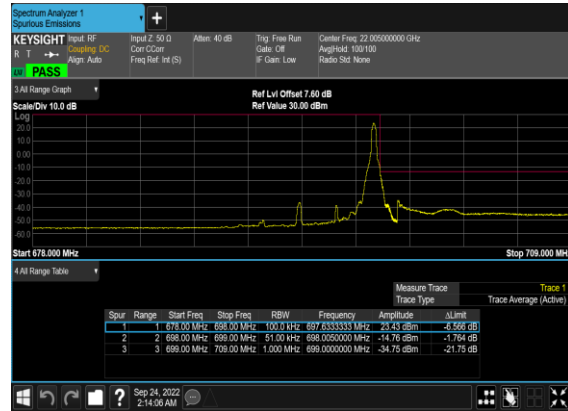 Spectrum Analyzer 1
Spurious Emissions
+
KEYSIGHT Input: RF Input Z: 50 Ω Atten: 40 dB Trig: Free Run Center Freq: 22.005000000 GHz
R T Coupling: DC Corr CCorr Gate: Off Avg|Hold: 100/100
Align: Auto Freq Ref: Int (S) IF Gain: Low Radio Std: None
LW PASS
3 All Range Graph
Ref Lvl Offset 7.60 dB
Scale/Div 10.0 dB Ref Value 30.00 dBm
Log
20.0
10.0
0.00
-10.0
-20.0
-30.0
-40.0
-50.0
-60.0
Start 678.000 MHz Stop 709.000 MH
4 All Range Table
Measure Trace Trace 1
Trace Type Trace Average (Active)
Spur Range Start Freq Stop Freq RBW Frequency Amplitude ΔLimit
1 1 678.00 MHz 698.00 MHz 100.0 kHz 697.6333333 MHz 23.43 dBm -6.566 dB
2 2 698.00 MHz 699.00 MHz 51.00 kHz 698.0050000 MHz -14.76 dBm -1.764 dB
3 3 699.00 MHz 709.00 MHz 1.000 MHz 699.0000000 MHz -34.75 dBm -21.75 dB
? Sep 24, 2022
2:14:06 AM